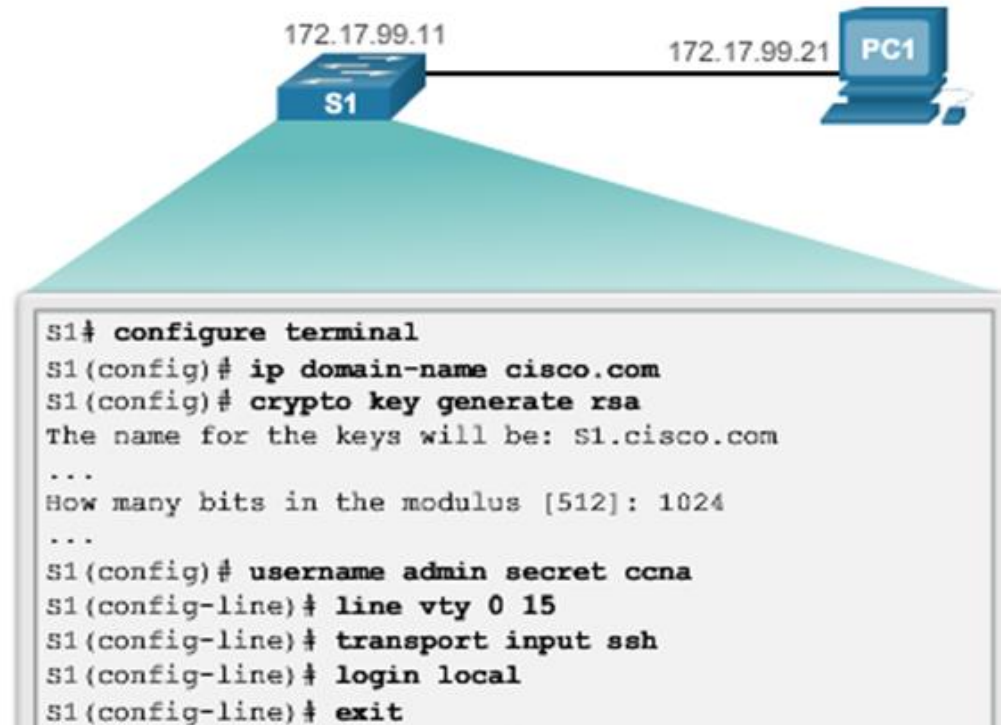 172.17.99.11
172.17.99.21
PC1
S1
S1# configure terminal
S1(config)# ip domain-name cisco.com
S1(config)# crypto key generate rsa
The name for the keys will be: S1.cisco.com
...
How many bits in the modulus [512]: 1024
...
S1(config)# username admin secret ccna
S1(config-line)# line vty 0 15
S1(config-line)# transport input ssh
S1(config-line)# login local
S1(config-line)# exit